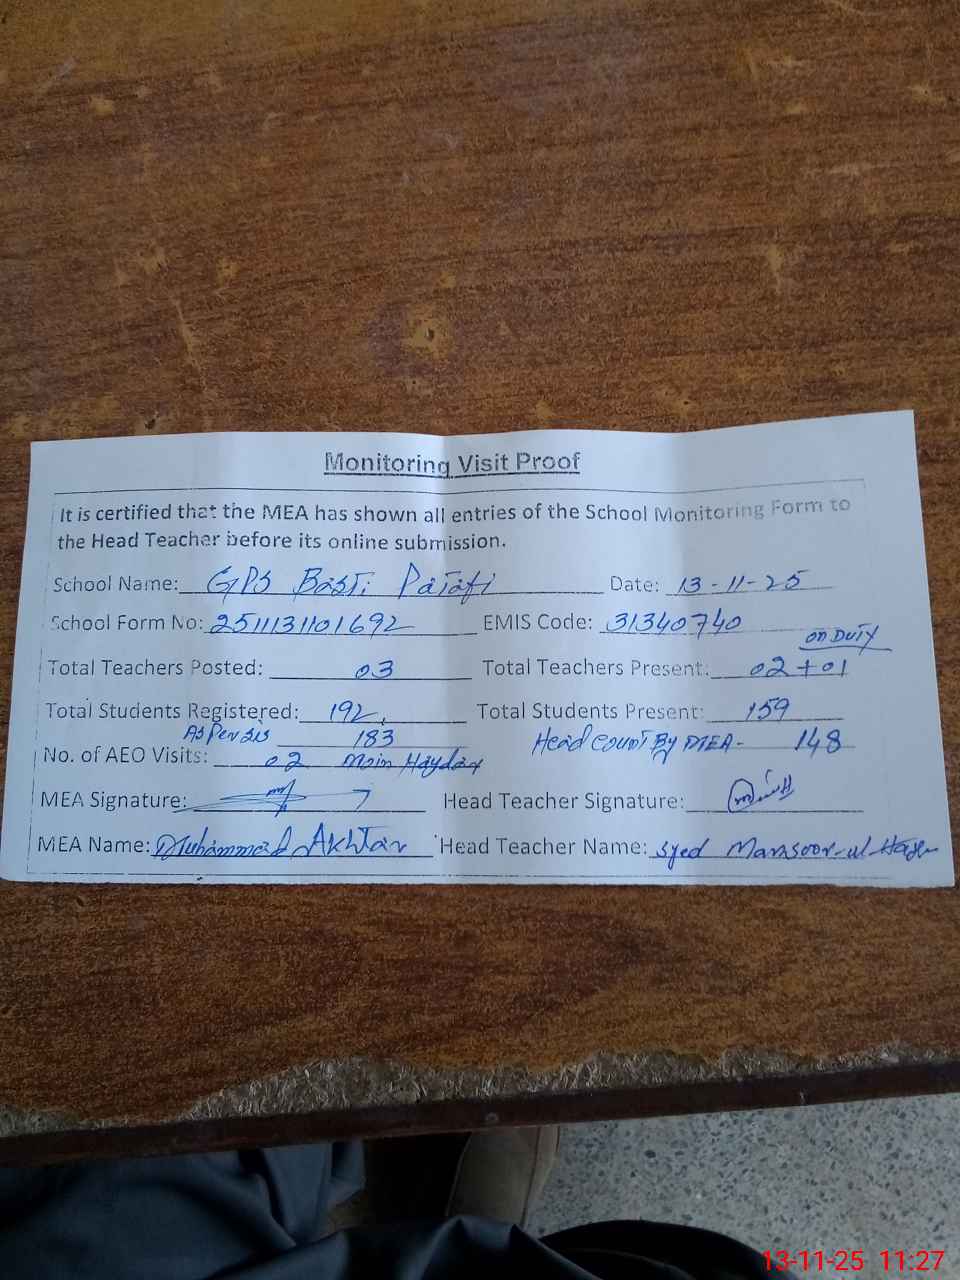 Monitoring Visit Proof
It is certified that the MEA has shown all entries of the School Monitoring Form to
the Head Teacher before its online submission.
School Name: GPS Basti Patafi Date: 13-11-25
School Form No: 2511131101692 EMIS Code: 31340740
on DUTY
Total Teachers Posted: 03 Total Teachers Present: 02+01
Total Students Registered: 192, Total Students Present: 159
As Per SIS 183 Head Count By MEA- 148
No. of AEO Visits: 02 Moin Haydar
MEA Signature: Head Teacher Signature:
MEA Name: Muhammad Akhtar Head Teacher Name: Syed Mansoor-ul-
13-11-25 11:27